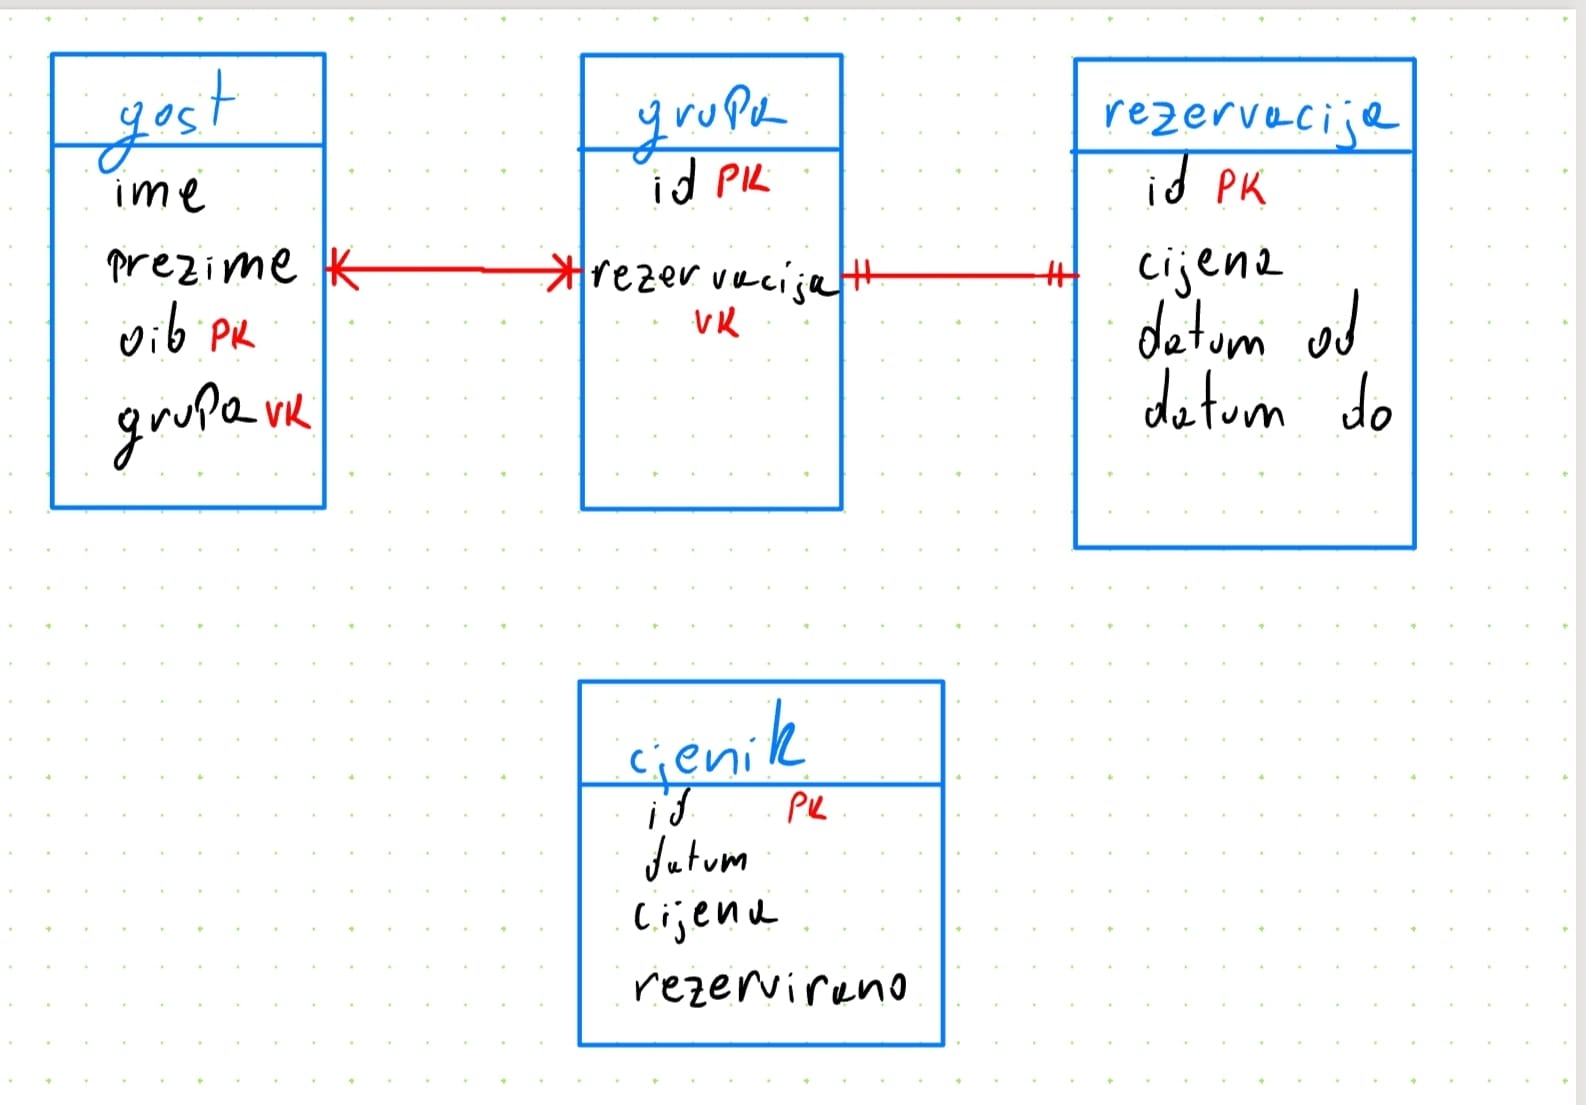 gost
ime
prezime
oib PK
grupa VK
grupa
id PK
rezervacija
VK
rezervacija
id PK
cijena
datum od
datum do
cjenik
id PK
datum
cijena
rezervirano